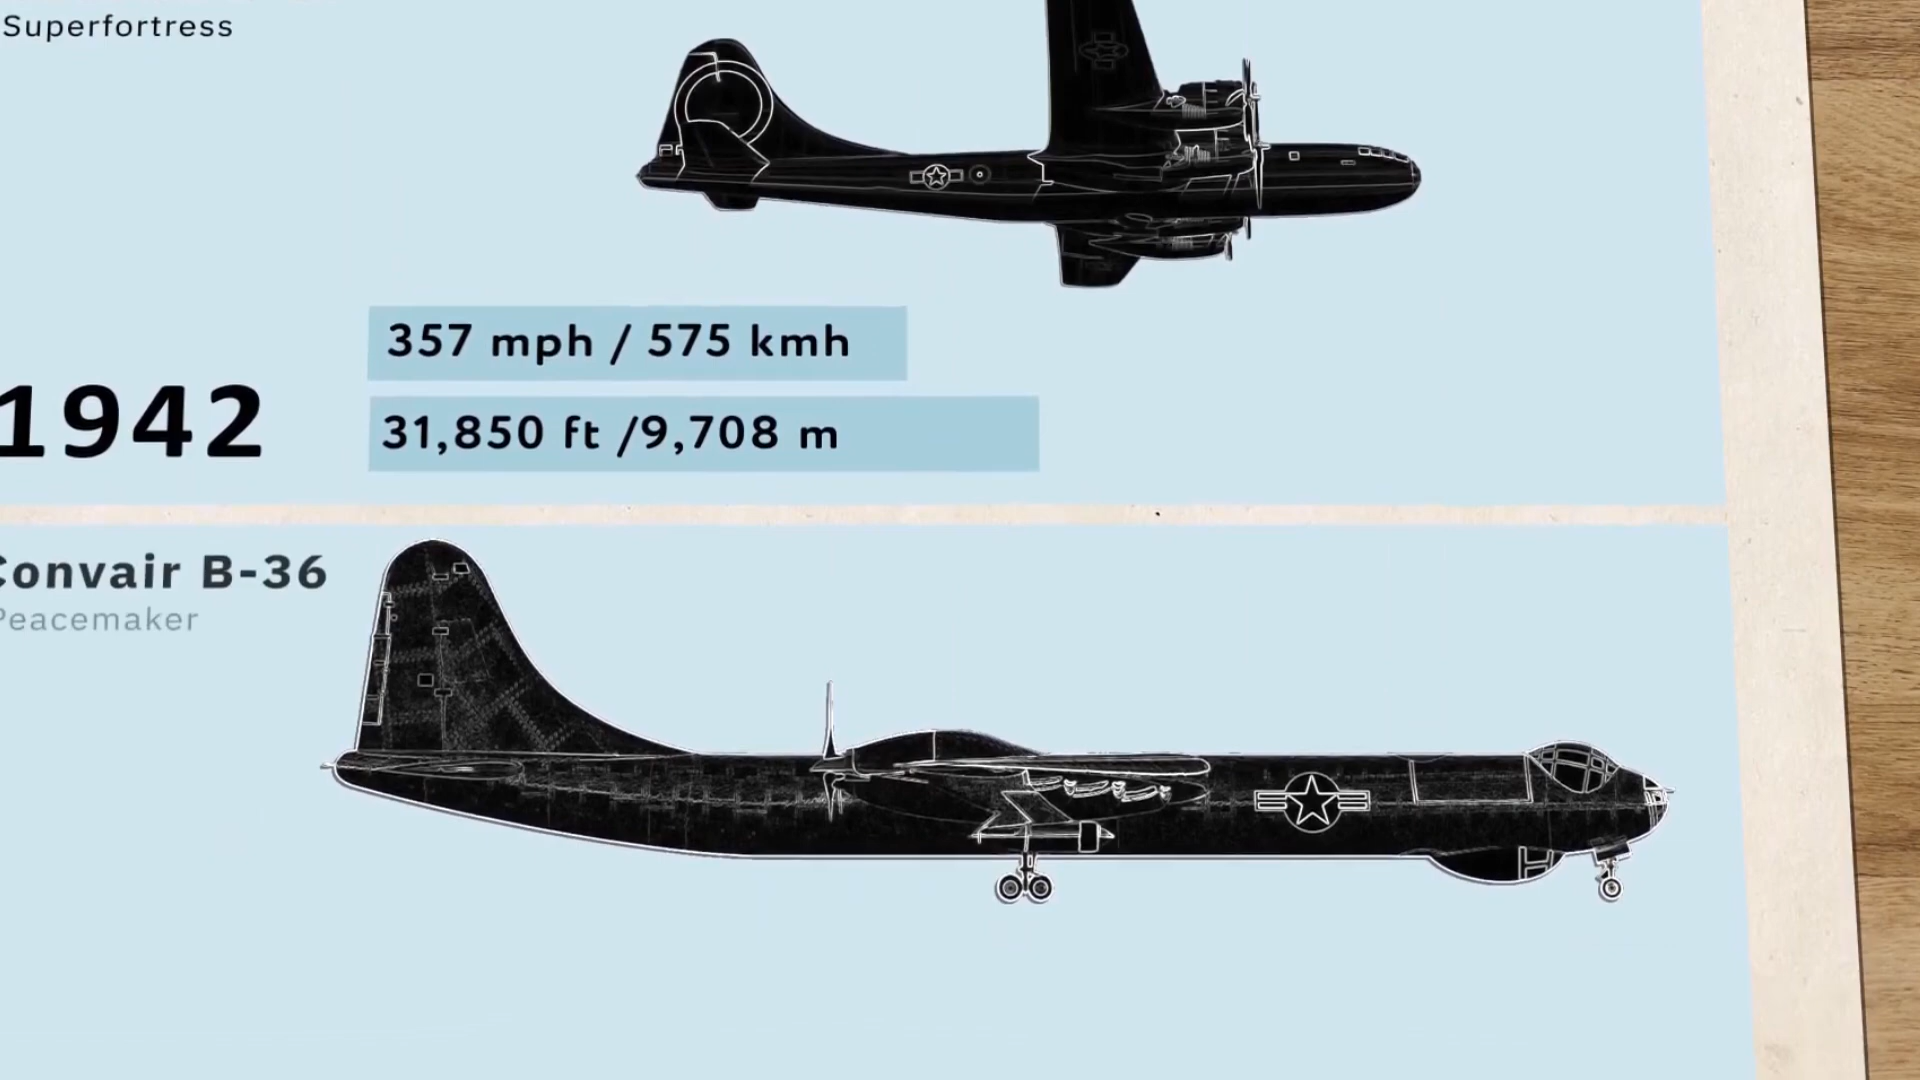 Superfortress
357 mph / 575 kmh
31,850 ft /9,708 m
1942
Convair B-36
Peacemaker